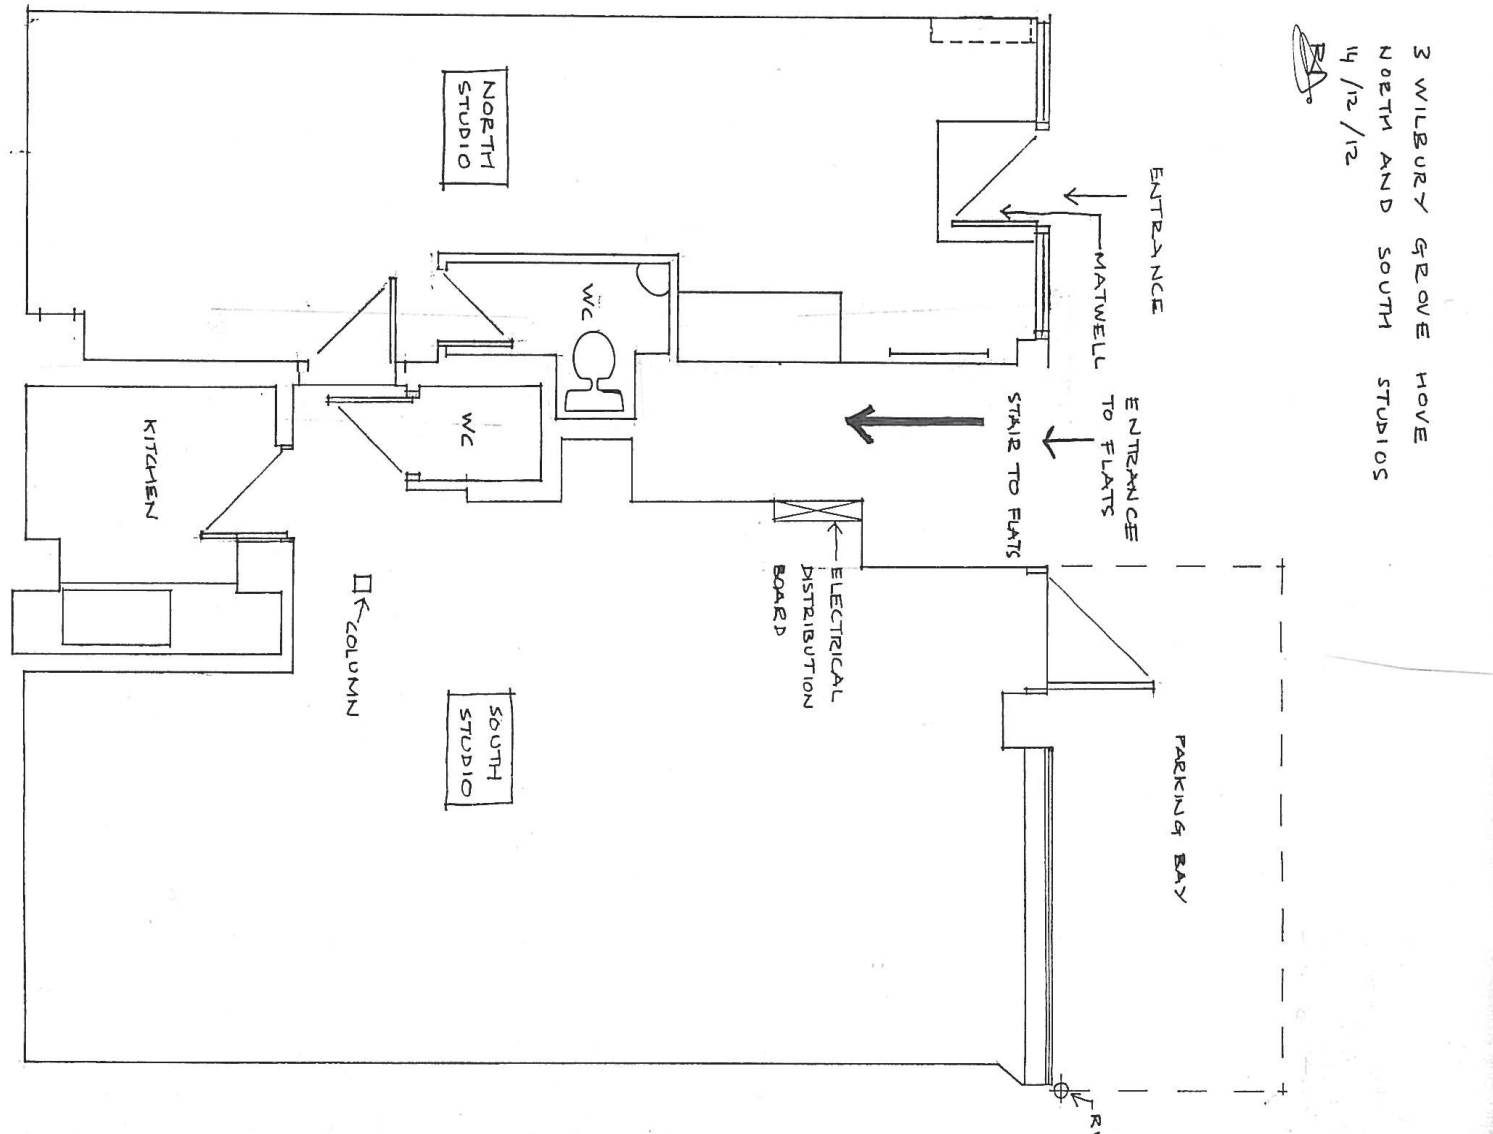 3 WILBURY GROVE HOVE
NORTH AND SOUTH STUDIOS
14/12/12
ENTRANCE
MATWELL
ENTRANCE
TO FLATS
STAIR TO FLATS
NORTH
STUDIO
WC
WC
KITCHEN
ELECTRICAL
DISTRIBUTION
BOARD
COLUMN
SOUTH
STUDIO
PARKING BAY